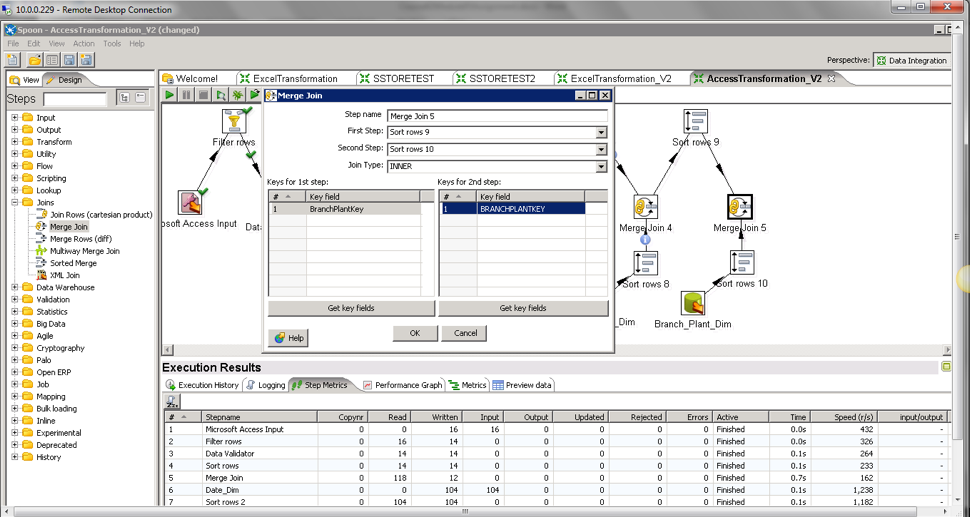 10.0.0.229 - Remote Desktop Connection
Spoon - AccessTransformation_V2 (changed)
File Edit View Action Tools Help
Perspective: Data Integration
View Design
Welcome! ExcelTransformation SSTORETEST SSTORETEST2 ExcelTransformation_V2 AccessTransformation_V2
Steps
Input
Output
Transform
Utility
Flow
Scripting
Lookup
Joins
Join Rows (cartesian product)
Merge Join
Merge Rows (diff)
Multiway Merge Join
Sorted Merge
XML Join
Data Warehouse
Validation
Statistics
Big Data
Agile
Cryptography
Palo
Open ERP
Job
Mapping
Bulk loading
Inline
Experimental
Deprecated
History
Filter rows
osoft Access Input
Dat
Merge Join
Step name Merge Join 5
First Step: Sort rows 9
Second Step: Sort rows 10
Join Type: INNER
Keys for 1st step: Keys for 2nd step:
# Key field # Key field
1 BranchPlantKey 1 BRANCHPLANTKEY
Get key fields Get key fields
Help OK Cancel
Sort rows 9
Merge Join 4 Merge Join 5
Sort rows 8 Sort rows 10
_Dim Branch_Plant_Dim
Execution Results
Execution History Logging Step Metrics Performance Graph Metrics Preview data
# Stepname Copynr Read Written Input Output Updated Rejected Errors Active Time Speed (r/s) input/output
1 Microsoft Access Input 0 0 16 16 0 0 0 0 Finished 0.0s 432 -
2 Filter rows 0 16 14 0 0 0 0 0 Finished 0.0s 326 -
3 Data Validator 0 14 14 0 0 0 0 0 Finished 0.1s 264 -
4 Sort rows 0 14 14 0 0 0 0 0 Finished 0.1s 233 -
5 Merge Join 0 118 12 0 0 0 0 0 Finished 0.7s 162 -
6 Date_Dim 0 0 104 104 0 0 0 0 Finished 0.1s 1,238 -
7 Sort rows 2 0 104 104 0 0 0 0 0 Finished 0.1s 1,182 -